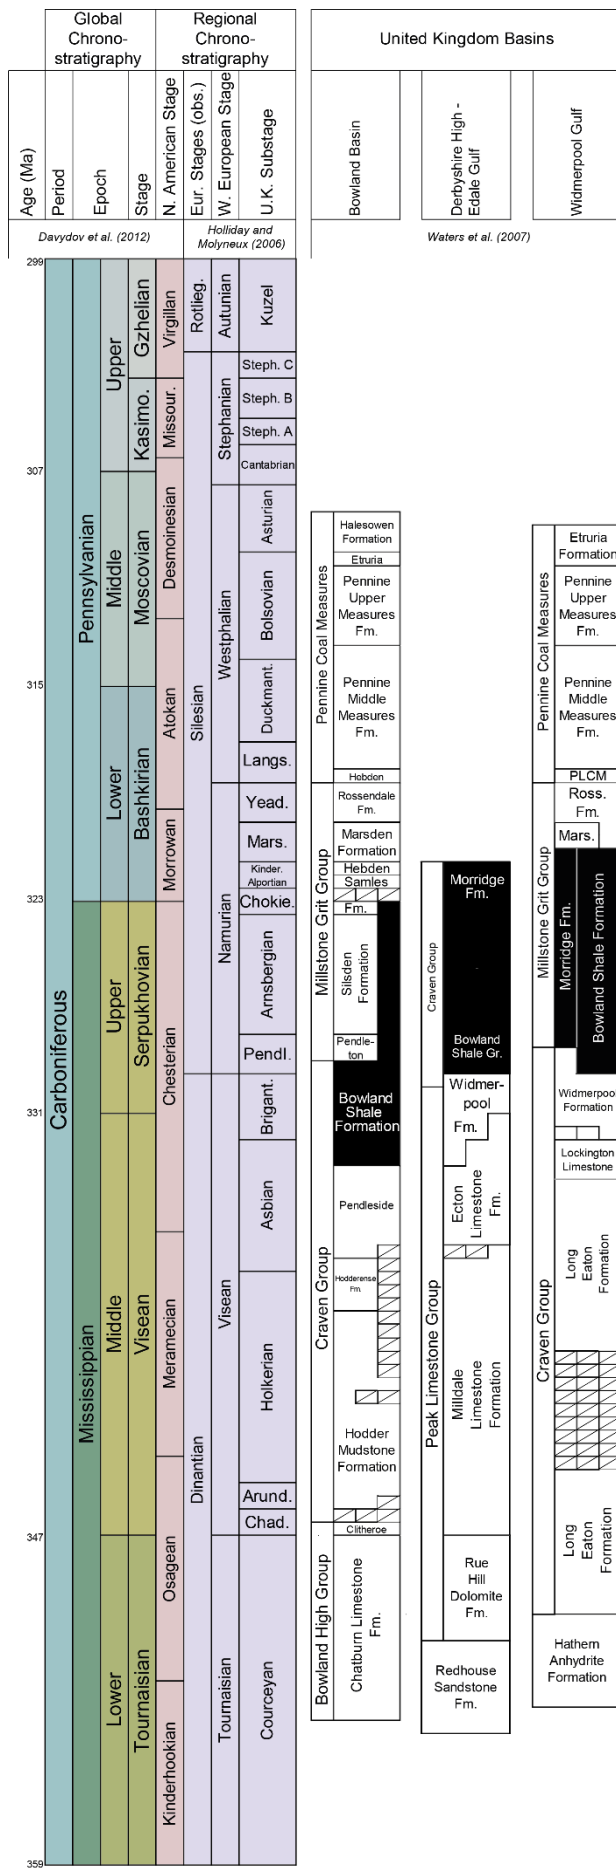 Global
Chrono-
stratigraphy
Regional
Chrono-
stratigraphy
United Kingdom Basins
Age (Ma)
Period
Epoch
Stage
N. American Stage
Eur. Stages (obs.)
W. European Stage
U.K. Substage
Bowland Basin
Derbyshire High -
Edale Gulf
Widmerpool Gulf
Davydov et al. (2012)
Holliday and
Molyneux (2006)
Waters et al. (2007)
299
307
315
323
331
347
359
Carboniferous
Pennsylvanian
Mississippian
Upper
Middle
Lower
Upper
Middle
Lower
Gzhelian
Kasimo.
Moscovian
Bashkirian
Serpukhovian
Visean
Tournaisian
Virgillan
Missour.
Desmoinesian
Atokan
Morrowan
Chesterian
Meramecian
Osagean
Kinderhookian
Rotlieg.
Silesian
Dinantian
Autunian
Stephanian
Westphalian
Namurian
Visean
Tournaisian
Kuzel
Steph. C
Steph. B
Steph. A
Cantabrian
Asturian
Bolsovian
Duckmant.
Langs.
Yead.
Mars.
Kinder.
Alportian
Chokie.
Arnsbergian
Pendl.
Brigant.
Asbian
Holkerian
Arund.
Chad.
Courceyan
Pennine Coal Measures
Millstone Grit Group
Craven Group
Bowland High Group
Halesowen
Formation
Etruria
Pennine
Upper
Measures
Fm.
Pennine
Middle
Measures
Fm.
Hebden
Rossendale
Fm.
Marsden
Formation
Hebden
Samles
Fm.
Silsden
Formation
Pendle-
ton
Bowland
Shale
Formation
Pendleside
Hodderense
Fm.
Hodder
Mudstone
Formation
Clitheroe
Chatburn Limestone
Fm.
Craven Group
Peak Limestone Group
Morridge
Fm.
Bowland
Shale Gr.
Widmer-
pool
Fm.
Ecton
Limestone
Fm.
Milldale
Limestone
Formation
Rue
Hill
Dolomite
Fm.
Redhouse
Sandstone
Fm.
Pennine Coal Measures
Millstone Grit Group
Craven Group
Etruria
Formation
Pennine
Upper
Measures
Fm.
Pennine
Middle
Measures
Fm.
PLCM
Ross.
Fm.
Mars.
Morridge Fm.
Bowland Shale Formation
Widmerpool
Formation
Lockington
Limestone
Long
Eaton
Formation
Long
Eaton
Formation
Hathern
Anhydrite
Formation